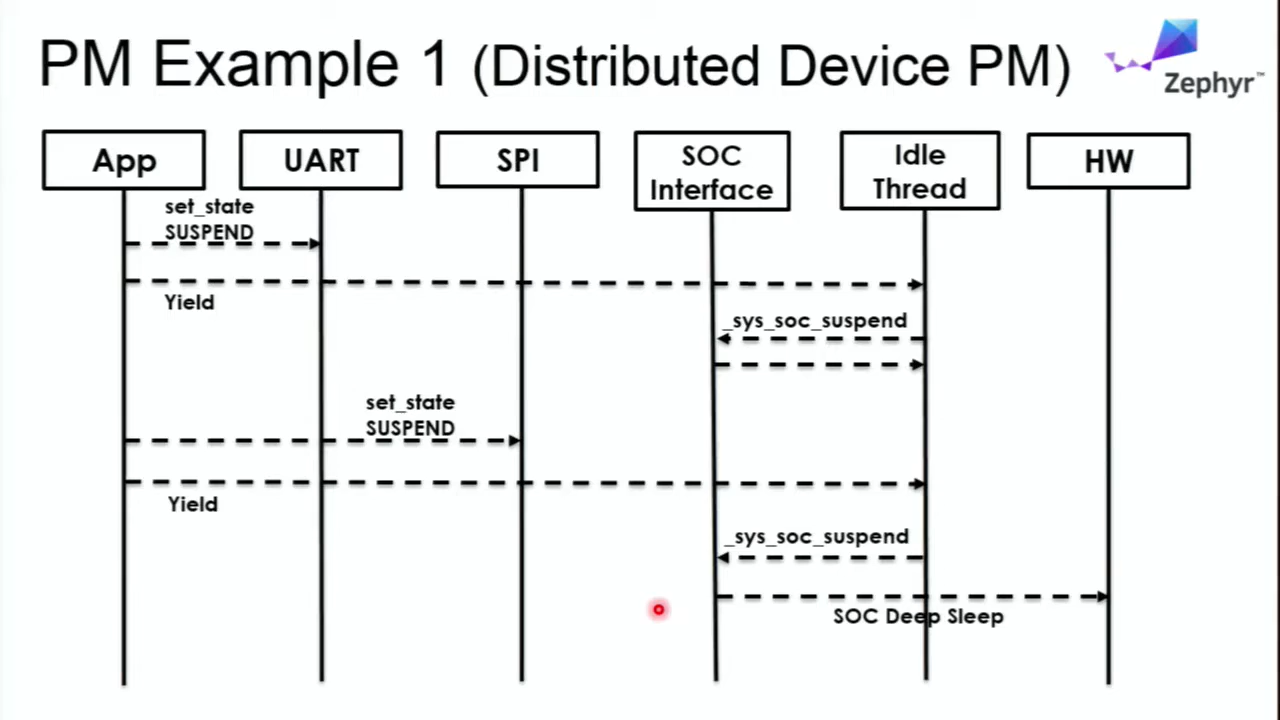 PM Example 1 (Distributed Device PM)
Zephyr™
App
UART
SPI
SOC
Interface
Idle
Thread
HW
set_state
SUSPEND
Yield
_sys_soc_suspend
set_state
SUSPEND
Yield
_sys_soc_suspend
SOC Deep Sleep